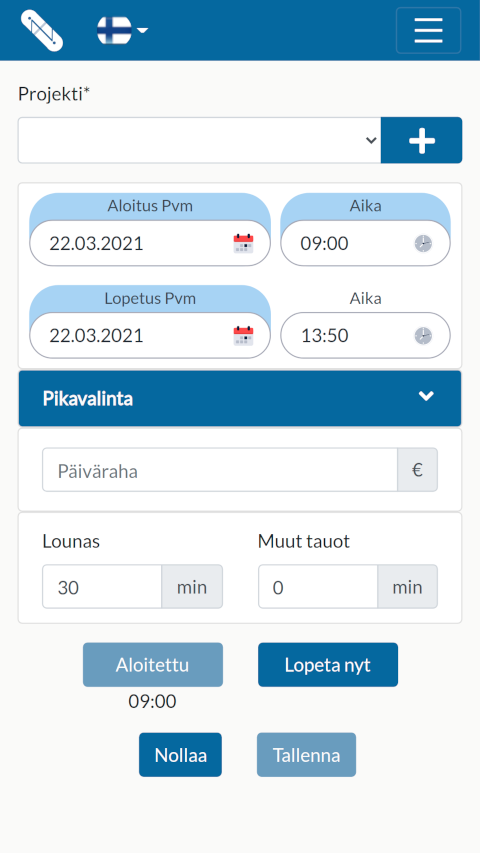 Projekti*
Aloitus Pvm Aika
22.03.2021 09:00
Lopetus Pvm Aika
22.03.2021 13:50
Pikavalinta
Päiväraha €
Lounas Muut tauot
30 min 0 min
Aloitettu Lopeta nyt
09:00
Nollaa Tallenna